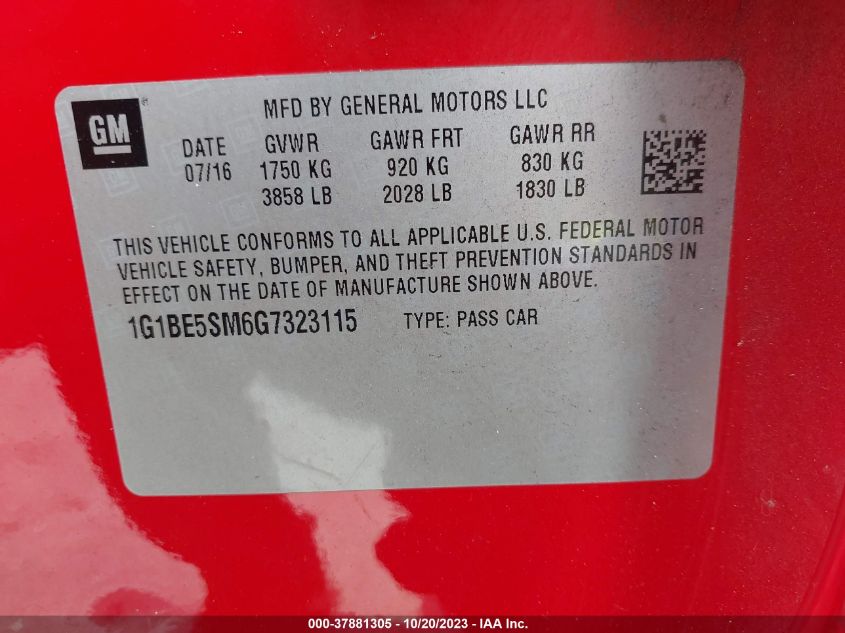 GM ®
MFD BY GENERAL MOTORS LLC
DATE GVWR GAWR FRT GAWR RR
07/16 1750 KG 920 KG 830 KG
3858 LB 2028 LB 1830 LB
THIS VEHICLE CONFORMS TO ALL APPLICABLE U.S. FEDERAL MOTOR
VEHICLE SAFETY, BUMPER, AND THEFT PREVENTION STANDARDS IN
EFFECT ON THE DATE OF MANUFACTURE SHOWN ABOVE.
1G1BE5SM6G7323115 TYPE: PASS CAR
000-37881305 - 10/20/2023 - IAA Inc.